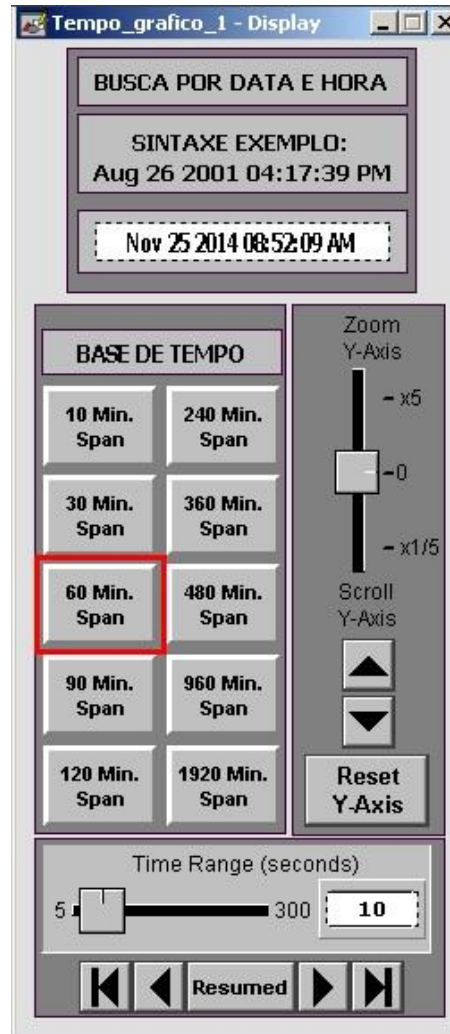 Tempo_grafico_1 - Display
BUSCA POR DATA E HORA
SINTAXE EXEMPLO:
Aug 26 2001 04:17:39 PM
Nov 25 2014 08:52:09 AM
BASE DE TEMPO
10 Min.
Span
240 Min.
Span
30 Min.
Span
360 Min.
Span
60 Min.
Span
480 Min.
Span
90 Min.
Span
960 Min.
Span
120 Min.
Span
1920 Min.
Span
Zoom
Y-Axis
x5
0
x1/5
Scroll
Y-Axis
Reset
Y-Axis
Time Range (seconds)
5
300
10
Resumed